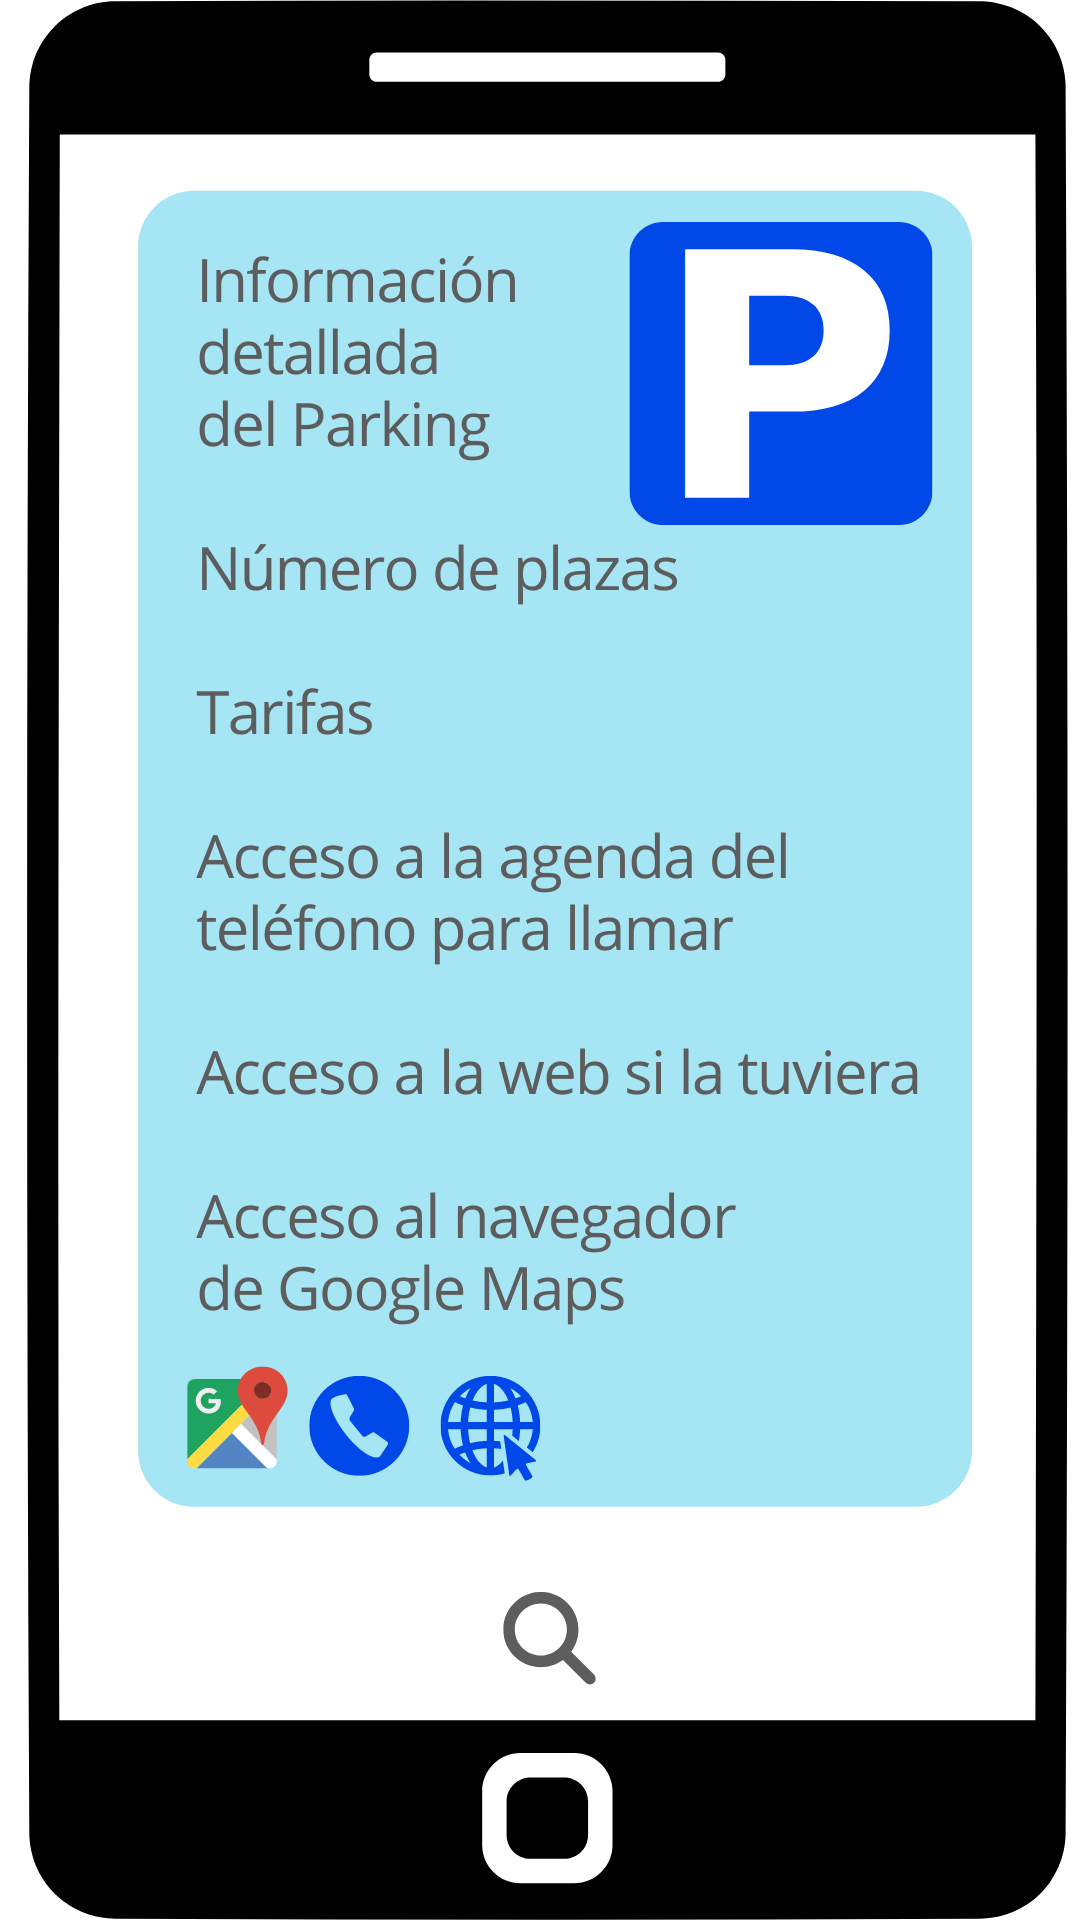 Información
detallada
del Parking
P
Número de plazas
Tarifas
Acceso a la agenda del
teléfono para llamar
Acceso a la web si la tuviera
Acceso al navegador
de Google Maps
G